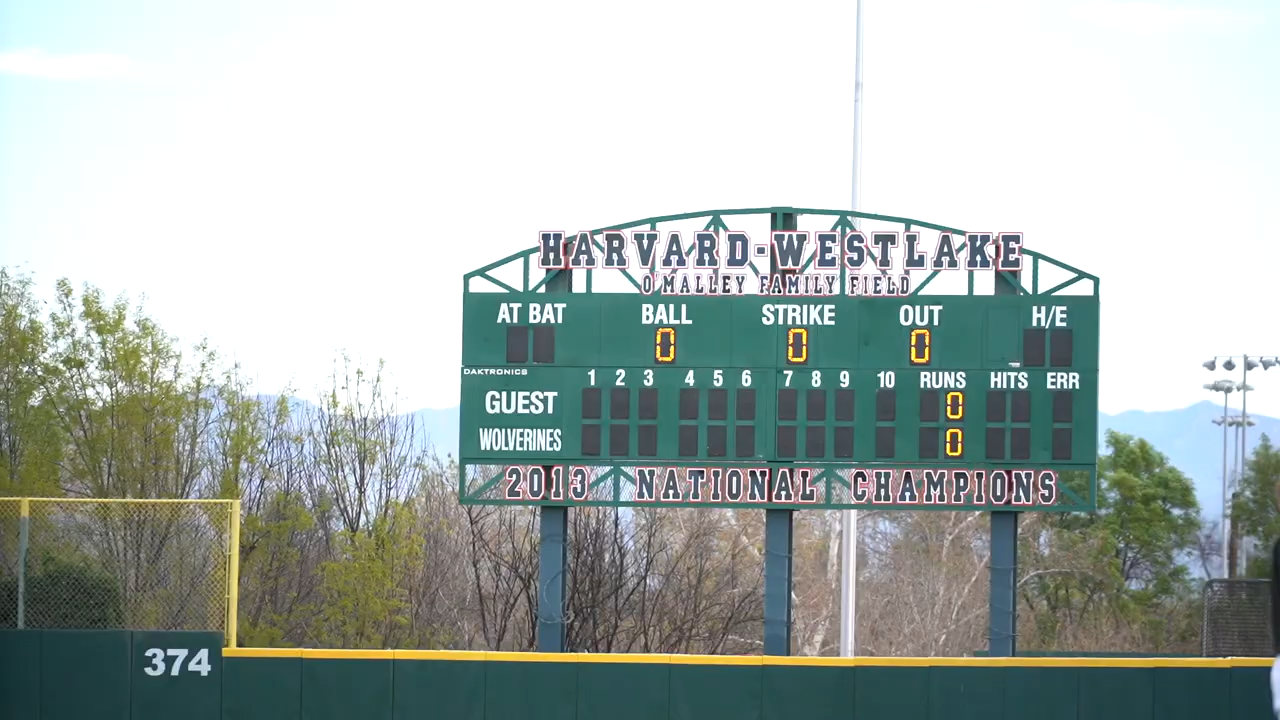 HARVARD-WESTLAKE
O'MALLEY FAMILY FIELD
AT BAT BALL STRIKE OUT H/E
0 0 0
DAKTRONICS
1 2 3 4 5 6 7 8 9 10 RUNS HITS ERR
GUEST 0
WOLVERINES 0
2013 NATIONAL CHAMPIONS
374